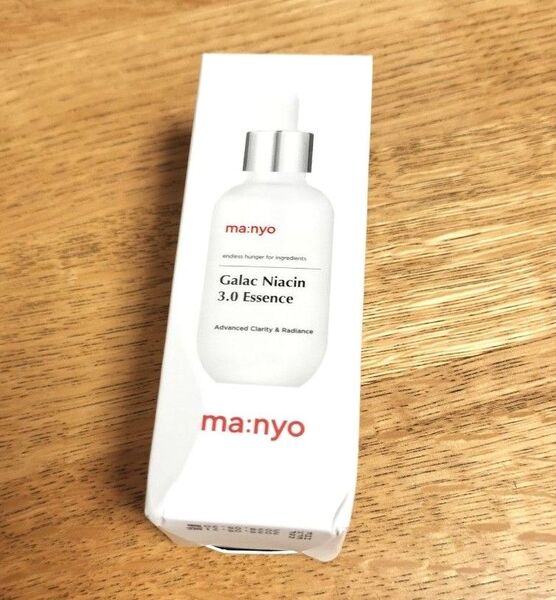 ma:nyo
endless hunger for ingredients
Galac Niacin
3.0 Essence
Advanced Clarity & Radiance
ma:nyo